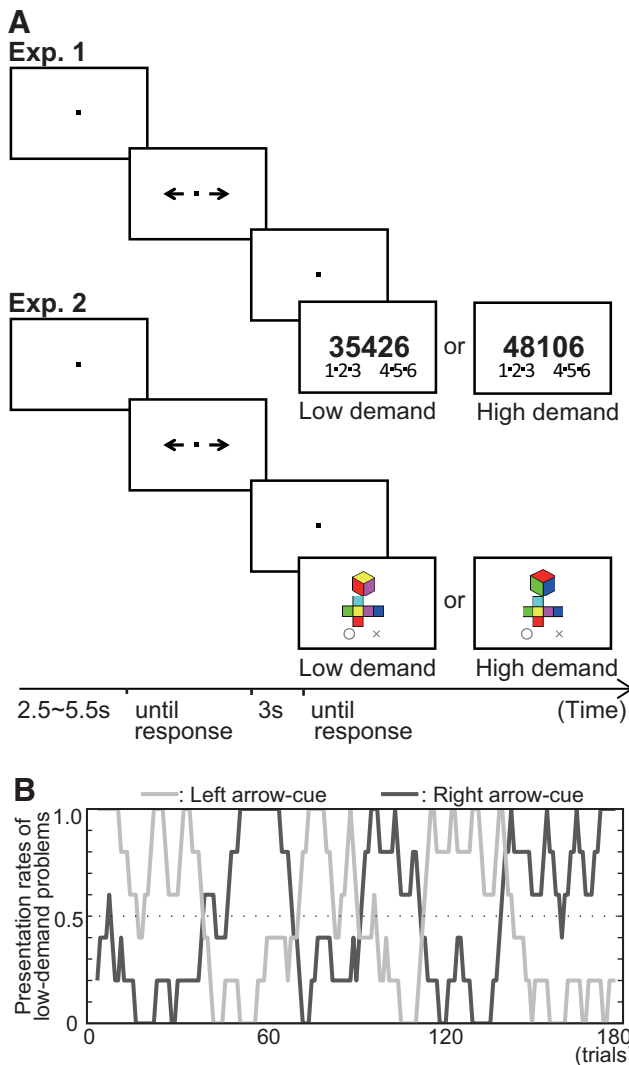 A
Exp. 1
35426
1▪2▪3 4▪5▪6
Low demand
or
48106
1▪2▪3 4▪5▪6
High demand
Exp. 2
○ ×
Low demand
or
○ ×
High demand
2.5~5.5s
until
response
3s
until
response
(Time)
B
: Left arrow-cue
: Right arrow-cue
Presentation rates of
low-demand problems
1.0
0.5
0
0
60
120
180
(trials)